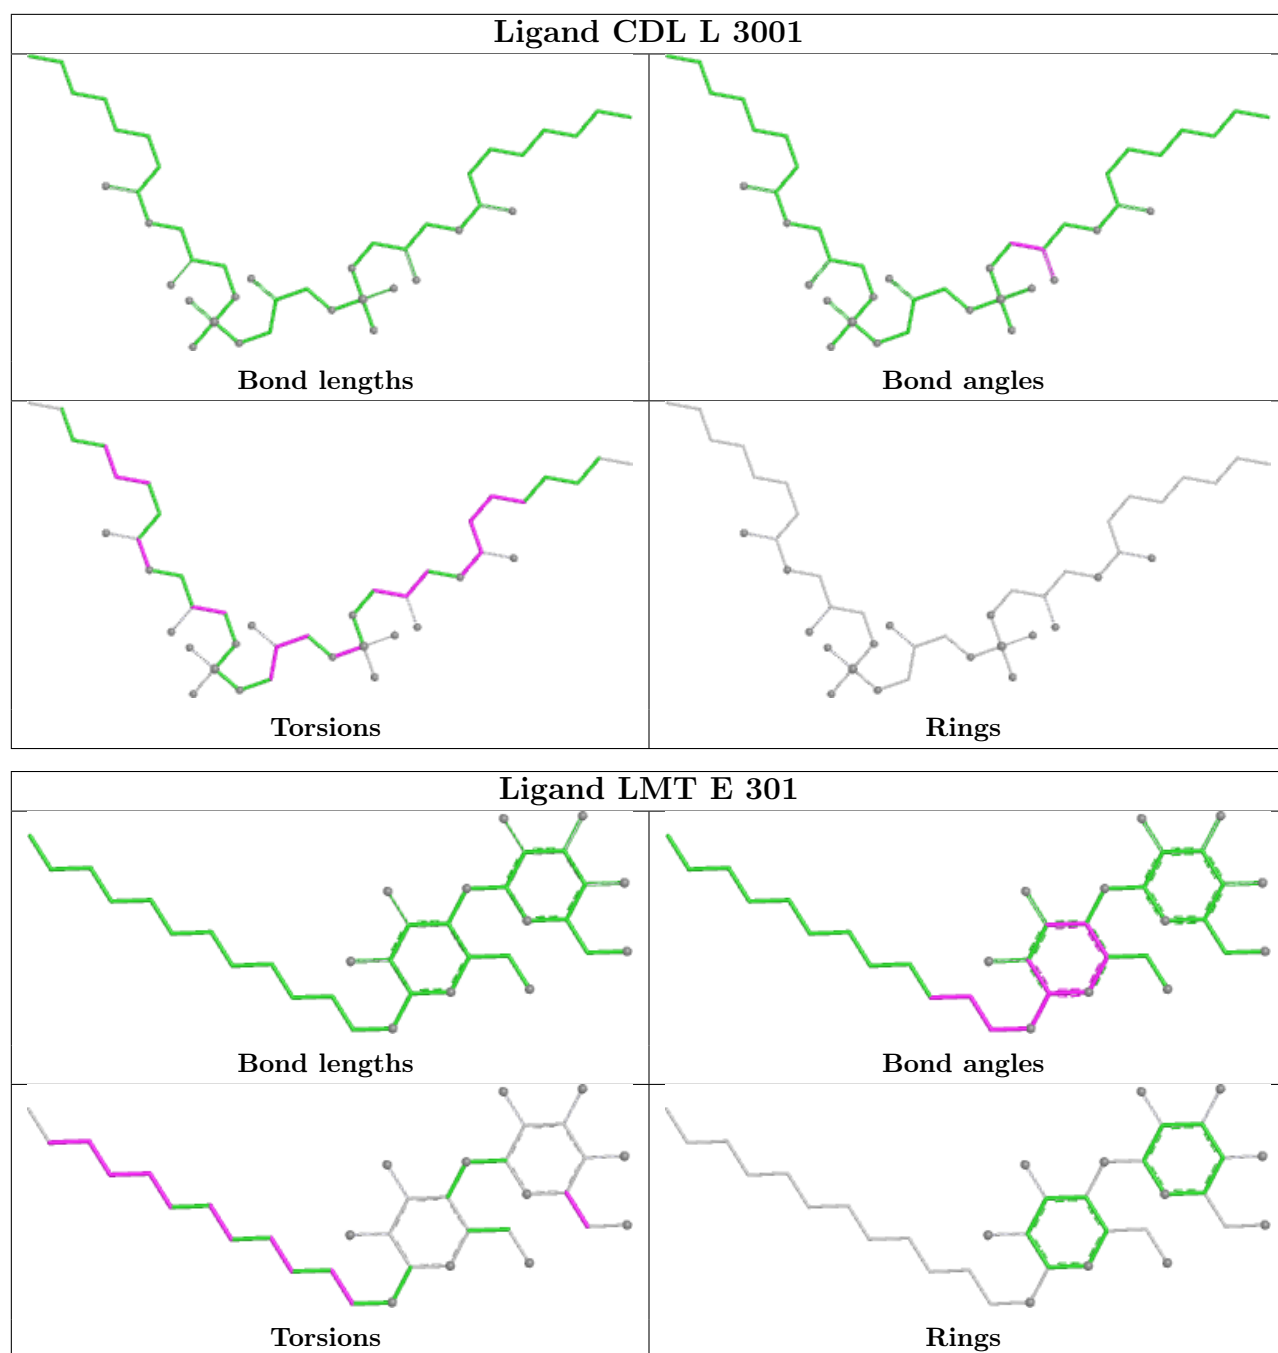 Ligand CDL L 3001
Bond lengths
Bond angles
Torsions
Rings
Ligand LMT E 301
Bond lengths
Bond angles
Torsions
Rings